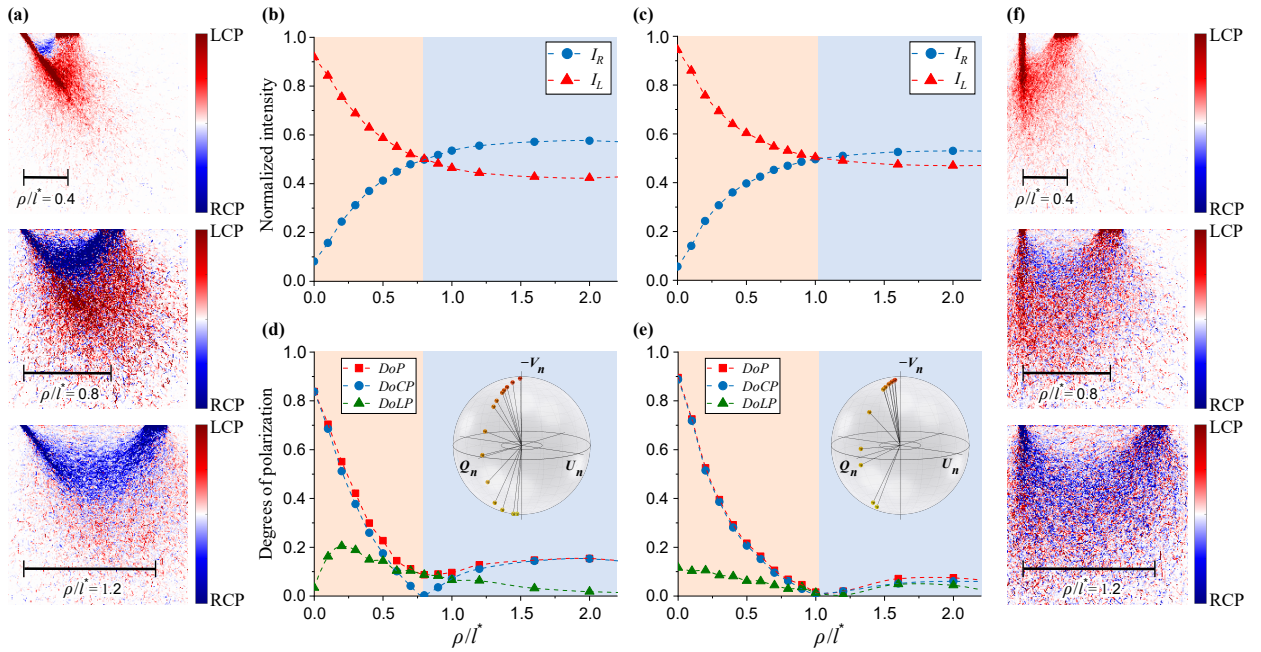 (a)
LCP
ρ/l* = 0.4
RCP
LCP
ρ/l* = 0.8
RCP
LCP
ρ/l* = 1.2
RCP
(b)
Normalized intensity
1.0
0.8
0.6
0.4
0.2
0.0
I_R
I_L
0.0 0.5 1.0 1.5 2.0
(c)
1.0
0.8
0.6
0.4
0.2
0.0
I_R
I_L
0.0 0.5 1.0 1.5 2.0
(d)
Degrees of polarization
1.0
0.8
0.6
0.4
0.2
0.0
DoP
DoCP
DoLP
−V_n
Q_n
U_n
0.0 0.5 1.0 1.5 2.0
ρ/l*
(e)
1.0
0.8
0.6
0.4
0.2
0.0
DoP
DoCP
DoLP
−V_n
Q_n
U_n
0.0 0.5 1.0 1.5 2.0
ρ/l*
(f)
LCP
ρ/l* = 0.4
RCP
LCP
ρ/l* = 0.8
RCP
LCP
ρ/l* = 1.2
RCP